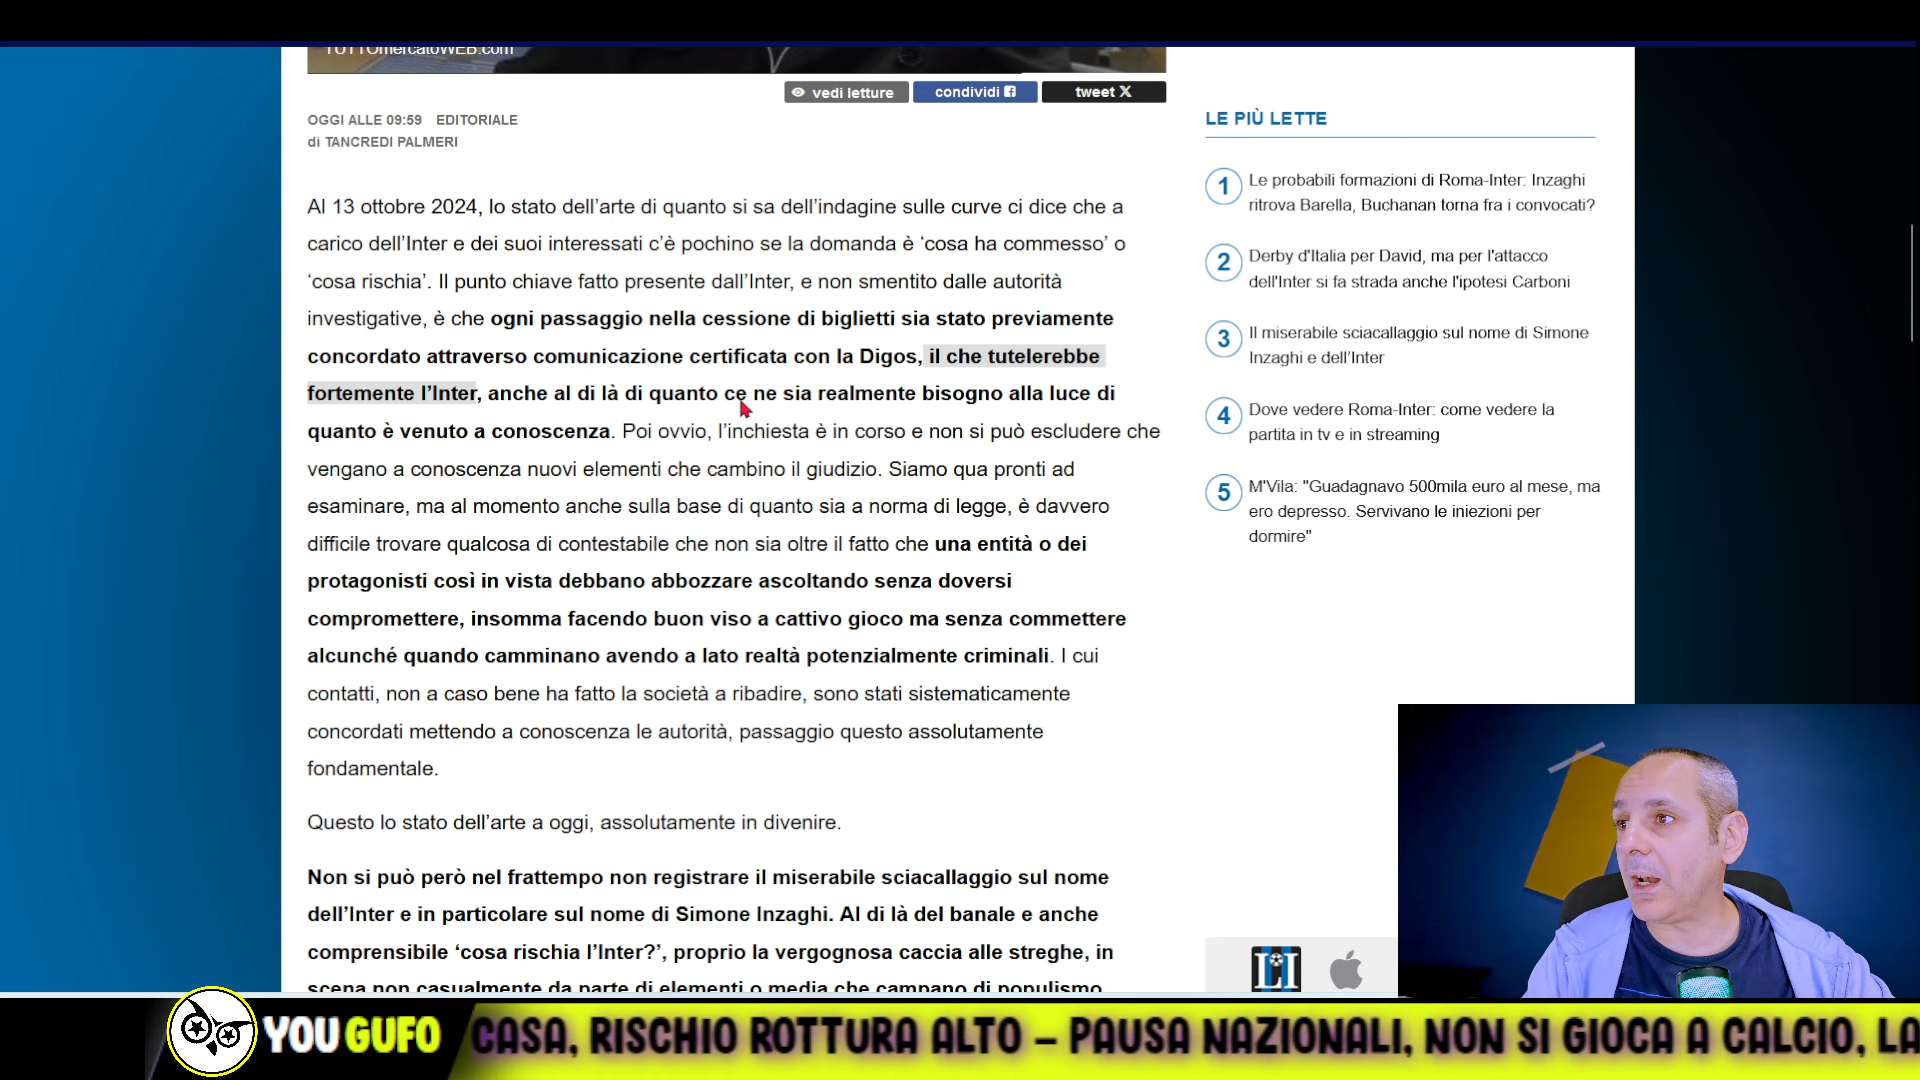 TUTTOmercatoWEB.com
vedi letture
condividi
tweet X
OGGI ALLE 09:59 EDITORIALE
di TANCREDI PALMERI
Al 13 ottobre 2024, lo stato dell’arte di quanto si sa dell’indagine sulle curve ci dice che a
carico dell’Inter e dei suoi interessati c’è pochino se la domanda è ‘cosa ha commesso’ o
‘cosa rischia’. Il punto chiave fatto presente dall’Inter, e non smentito dalle autorità
investigative, è che ogni passaggio nella cessione di biglietti sia stato previamente
concordato attraverso comunicazione certificata con la Digos, il che tutelerebbe
fortemente l’Inter, anche al di là di quanto ce ne sia realmente bisogno alla luce di
quanto è venuto a conoscenza. Poi ovvio, l’inchiesta è in corso e non si può escludere che
vengano a conoscenza nuovi elementi che cambino il giudizio. Siamo qua pronti ad
esaminare, ma al momento anche sulla base di quanto sia a norma di legge, è davvero
difficile trovare qualcosa di contestabile che non sia oltre il fatto che una entità o dei
protagonisti così in vista debbano abbozzare ascoltando senza doversi
compromettere, insomma facendo buon viso a cattivo gioco ma senza commettere
alcunché quando camminano avendo a lato realtà potenzialmente criminali. I cui
contatti, non a caso bene ha fatto la società a ribadire, sono stati sistematicamente
concordati mettendo a conoscenza le autorità, passaggio questo assolutamente
fondamentale.
Questo lo stato dell’arte a oggi, assolutamente in divenire.
Non si può però nel frattempo non registrare il miserabile sciacallaggio sul nome
dell’Inter e in particolare sul nome di Simone Inzaghi. Al di là del banale e anche
comprensibile ‘cosa rischia l’Inter?’, proprio la vergognosa caccia alle streghe, in
scena non casualmente da parte di elementi o media che campano di populismo
LE PIÙ LETTE
1
Le probabili formazioni di Roma-Inter: Inzaghi
ritrova Barella, Buchanan torna fra i convocati?
2
Derby d'Italia per David, ma per l'attacco
dell'Inter si fa strada anche l'ipotesi Carboni
3
Il miserabile sciacallaggio sul nome di Simone
Inzaghi e dell’Inter
4
Dove vedere Roma-Inter: come vedere la
partita in tv e in streaming
5
M'Vila: "Guadagnavo 500mila euro al mese, ma
ero depresso. Servivano le iniezioni per
dormire"
LI
YOU GUFO
CASA, RISCHIO ROTTURA ALTO – PAUSA NAZIONALI, NON SI GIOCA A CALCIO, LA